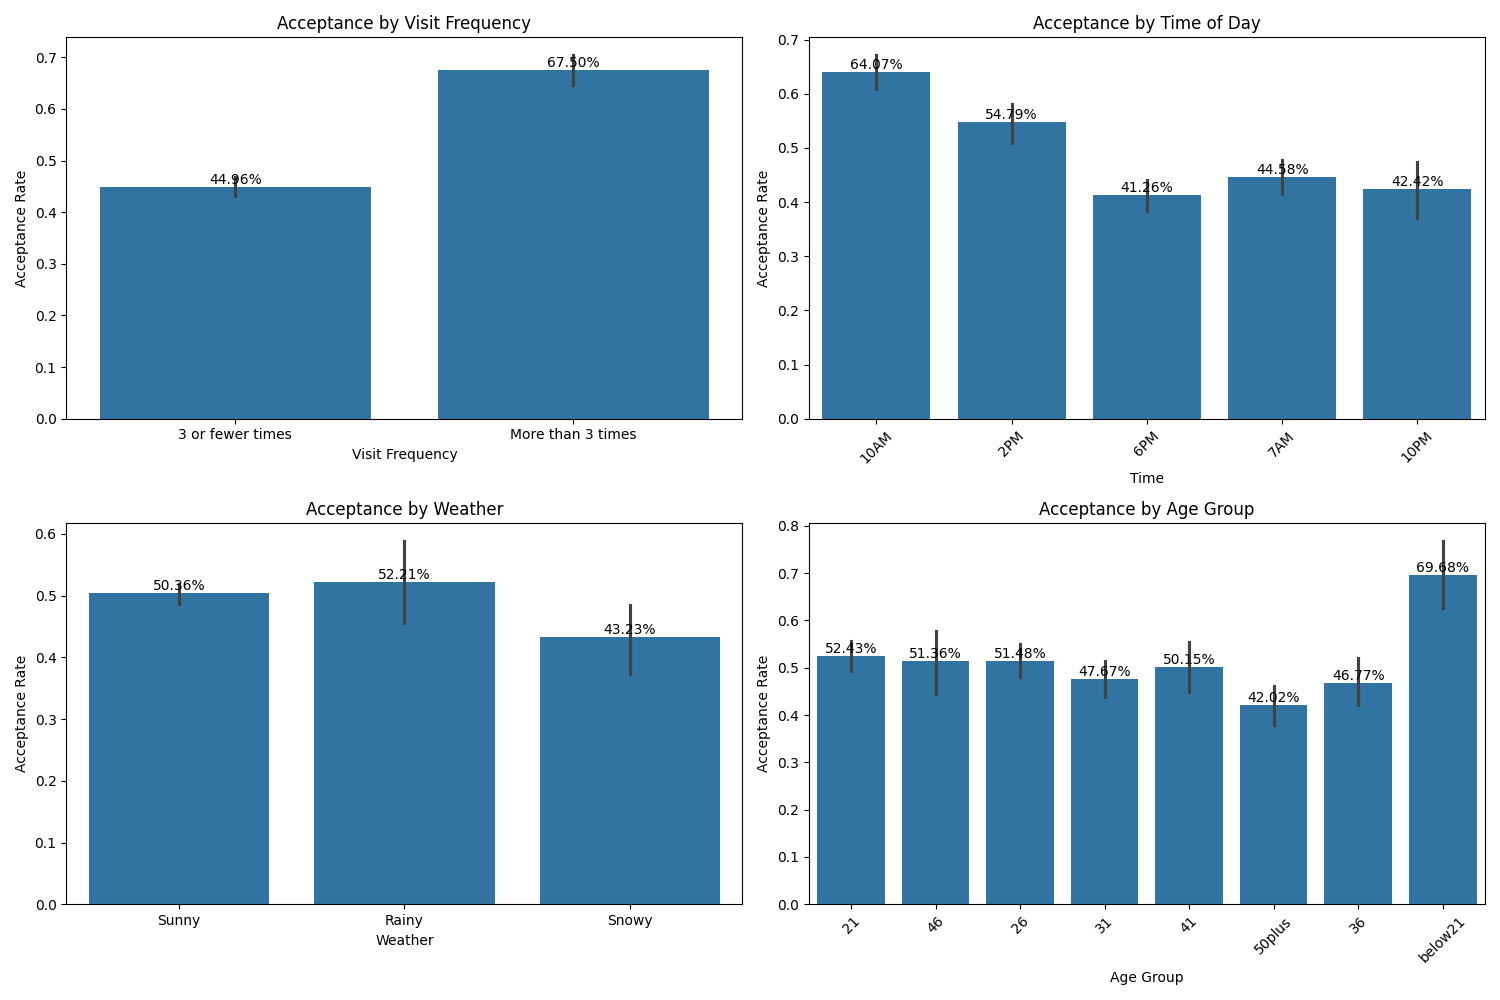 Acceptance by Visit Frequency
Acceptance Rate
0.7
0.6
0.5
0.4
0.3
0.2
0.1
0.0
44.96%
67.50%
3 or fewer times
More than 3 times
Visit Frequency
Acceptance by Time of Day
Acceptance Rate
0.7
0.6
0.5
0.4
0.3
0.2
0.1
0.0
64.07%
54.79%
41.26%
44.58%
42.42%
10AM
2PM
6PM
7AM
10PM
Time
Acceptance by Weather
Acceptance Rate
0.6
0.5
0.4
0.3
0.2
0.1
0.0
50.36%
52.21%
43.23%
Sunny
Rainy
Snowy
Weather
Acceptance by Age Group
Acceptance Rate
0.8
0.7
0.6
0.5
0.4
0.3
0.2
0.1
0.0
52.43%
51.36%
51.48%
47.67%
50.15%
42.02%
46.77%
69.68%
21
46
26
31
41
50plus
36
below21
Age Group